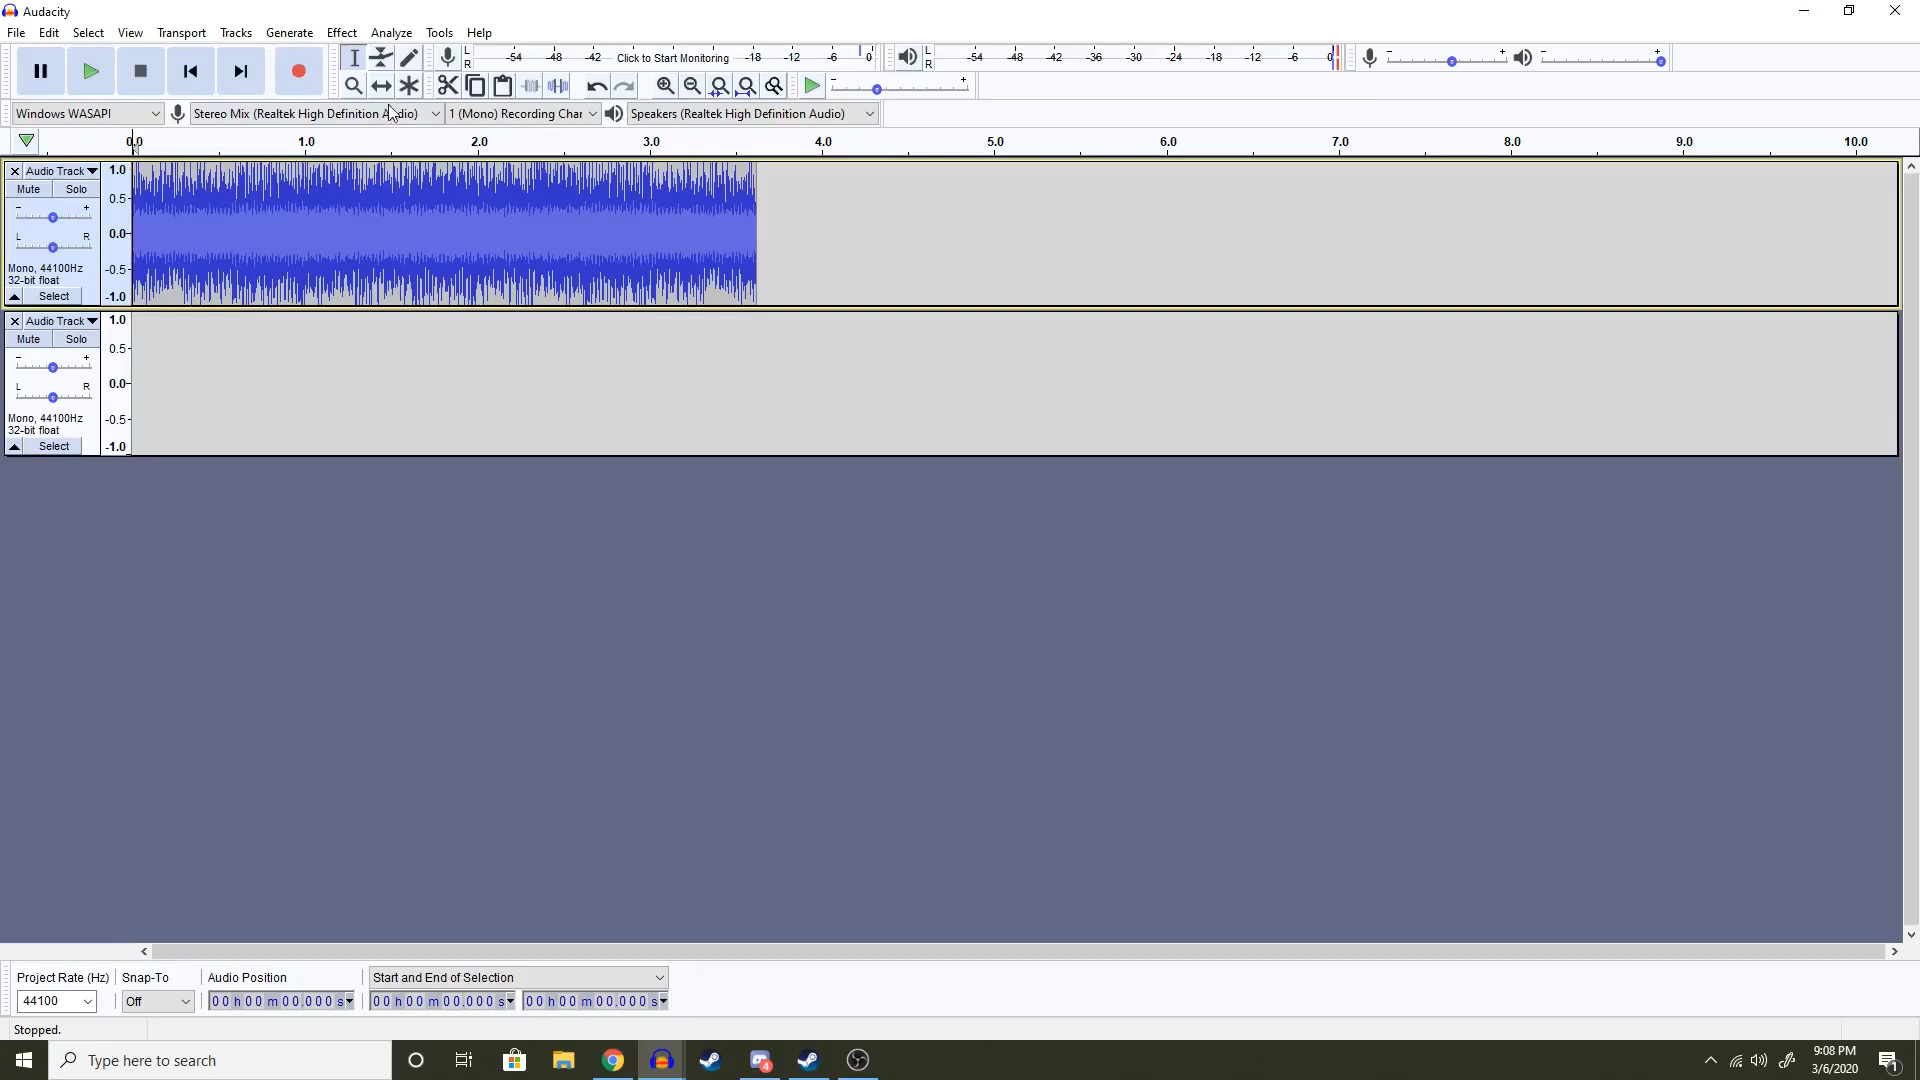 Audacity
File Edit Select View Transport Tracks Generate Effect Analyze Tools Help
L
R
-54 -48 -42 Click to Start Monitoring -18 -12 -6 0
L
R
-54 -48 -42 -36 -30 -24 -18 -12 -6 0
- +
- +
- +
Windows WASAPI
Stereo Mix (Realtek High Definition Audio)
1 (Mono) Recording Char
Speakers (Realtek High Definition Audio)
0.0 1.0 2.0 3.0 4.0 5.0 6.0 7.0 8.0 9.0 10.0
Audio Track
Mute Solo
- +
L R
Mono, 44100Hz
32-bit float
Select
1.0
0.5
0.0
-0.5
-1.0
Audio Track
Mute Solo
- +
L R
Mono, 44100Hz
32-bit float
Select
1.0
0.5
0.0
-0.5
-1.0
Project Rate (Hz) Snap-To Audio Position Start and End of Selection
44100 Off 00 h 00 m 00.000 s 00 h 00 m 00.000 s 00 h 00 m 00.000 s
Stopped.
Type here to search
4
9:08 PM
3/6/2020
1